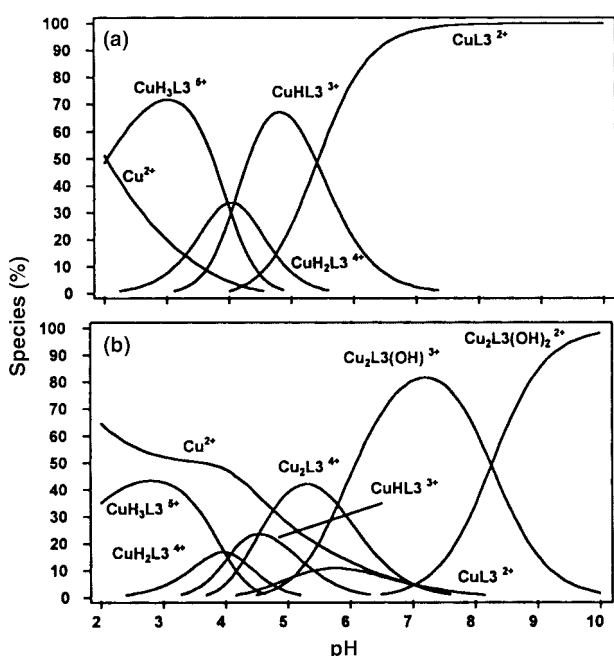 (a)
100
90
80
70
60
50
40
30
20
10
0
CuH₃L3 ⁵⁺
Cu²⁺
CuHL3 ³⁺
CuH₂L3 ⁴⁺
CuL3 ²⁺
Species (%)
(b)
100
90
80
70
60
50
40
30
20
10
0
Cu²⁺
CuH₃L3 ⁵⁺
CuH₂L3 ⁴⁺
Cu₂L3 ⁴⁺
Cu₂L3(OH) ³⁺
CuHL3 ³⁺
Cu₂L3(OH)₂ ²⁺
CuL3 ²⁺
2 3 4 5 6 7 8 9 10
pH